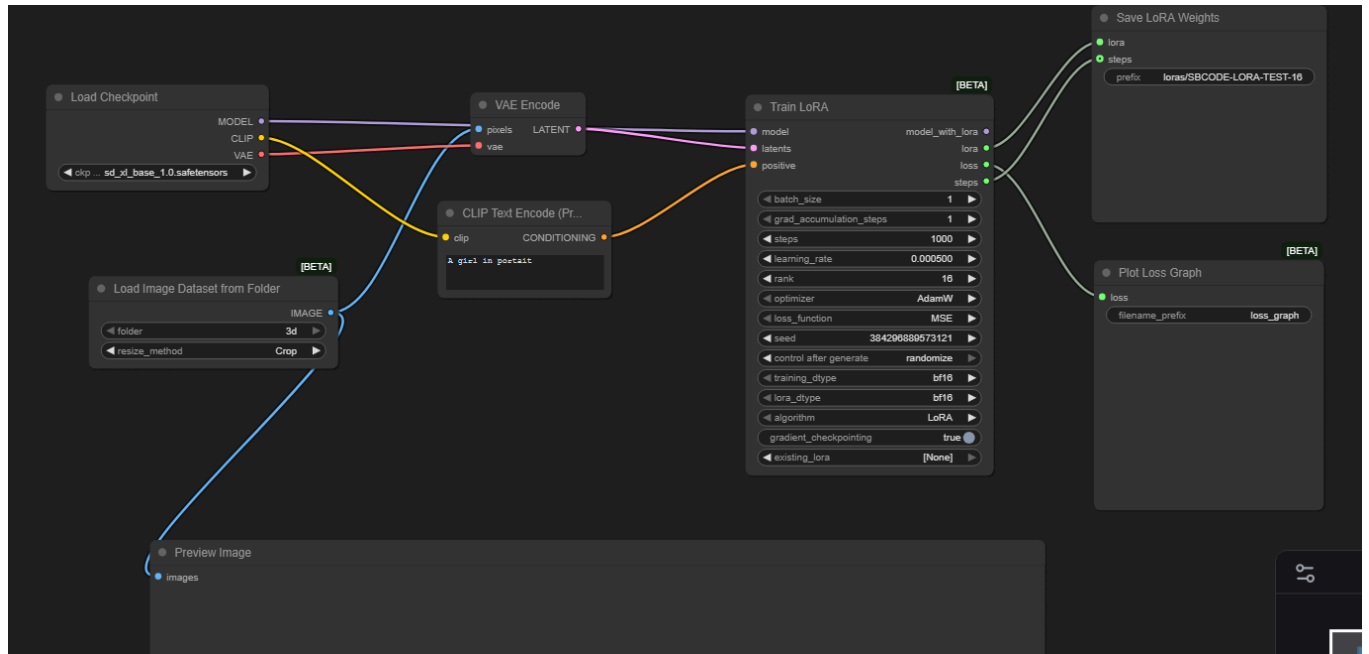 Load Checkpoint
MODEL
CLIP
VAE
ckp ... sd_xl_base_1.0.safetensors
[BETA]
Load Image Dataset from Folder
IMAGE
folder 3d
resize_method Crop
VAE Encode
pixels LATENT
vae
CLIP Text Encode (Pr...
clip CONDITIONING
A girl in portait
[BETA]
Train LoRA
model model_with_lora
latents lora
positive loss
steps
batch_size 1
grad_accumulation_steps 1
steps 1000
learning_rate 0.000500
rank 16
optimizer AdamW
loss_function MSE
seed 384296889573121
control after generate randomize
training_dtype bf16
lora_dtype bf16
algorithm LoRA
gradient_checkpointing true
existing_lora [None]
Save LoRA Weights
lora
steps
prefix loras/SBCODE-LORA-TEST-16
[BETA]
Plot Loss Graph
loss
filename_prefix loss_graph
Preview Image
images